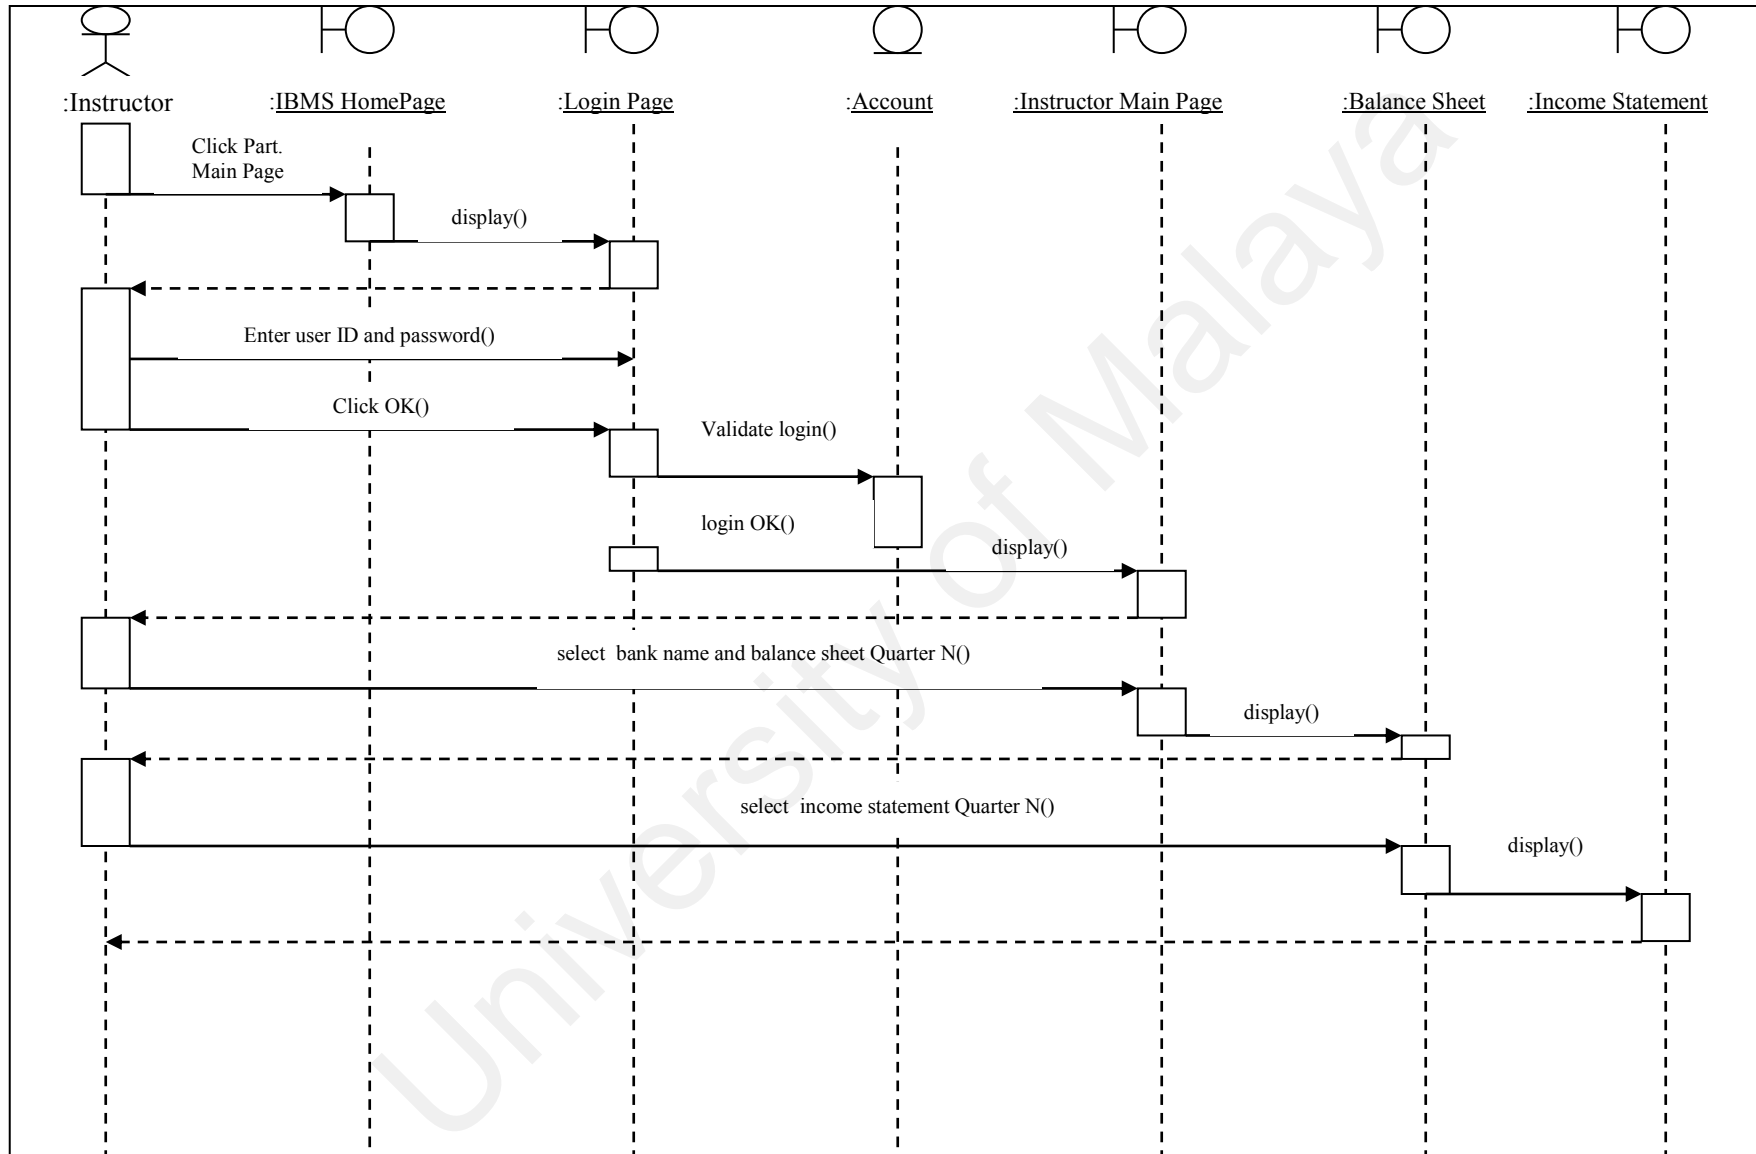 :Instructor
:IBMS HomePage
:Login Page
:Account
:Instructor Main Page
:Balance Sheet
:Income Statement
Click Part.
Main Page
display()
Enter user ID and password()
Click OK()
Validate login()
login OK()
display()
select  bank name and balance sheet Quarter N()
display()
select  income statement Quarter N()
display()
University of Malaya